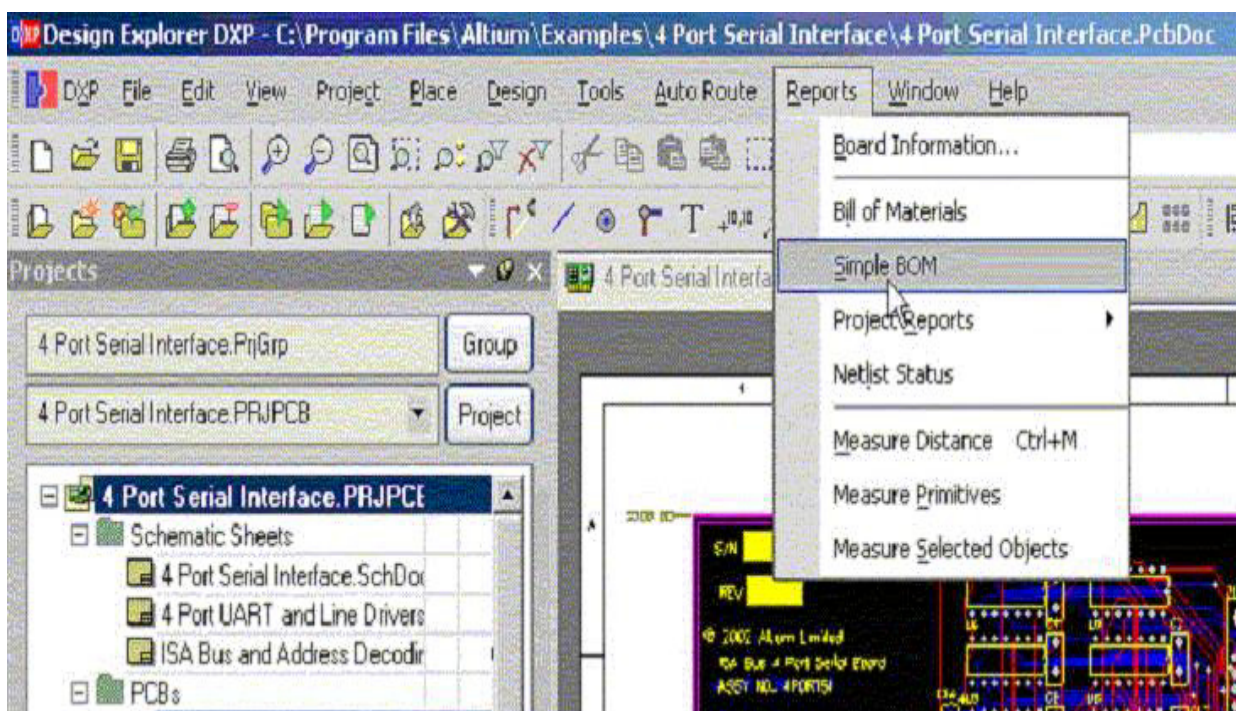 Design Explorer DXP - C:\Program Files\Altium\Examples\4 Port Serial Interface\4 Port Serial Interface.PcbDoc
DXP File Edit View Project Place Design Tools Auto Route Reports Window Help
Board Information...
Bill of Materials
Simple BOM
Project Reports
Netlist Status
Measure Distance Ctrl+M
Measure Primitives
Measure Selected Objects
Projects
4 Port Serial Interfa
4 Port Serial Interface.PrjGrp Group
4 Port Serial Interface.PRJPCB Project
4 Port Serial Interface.PRJPCB
Schematic Sheets
4 Port Serial Interface.SchDoc
4 Port UART and Line Drivers
ISA Bus and Address Decodir
PCBs
S/N
REV
© 2002 Altium Limited
ISA Bus 4 Port Serial Board
ASSY NO.